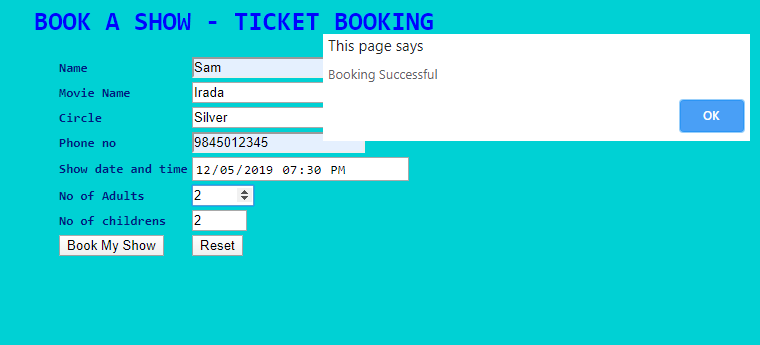 BOOK A SHOW - TICKET BOOKING
This page says
Booking Successful
OK
Name Sam
Movie Name Irada
Circle Silver
Phone no 9845012345
Show date and time 12/05/2019 07:30 PM
No of Adults 2
No of childrens 2
Book My Show Reset